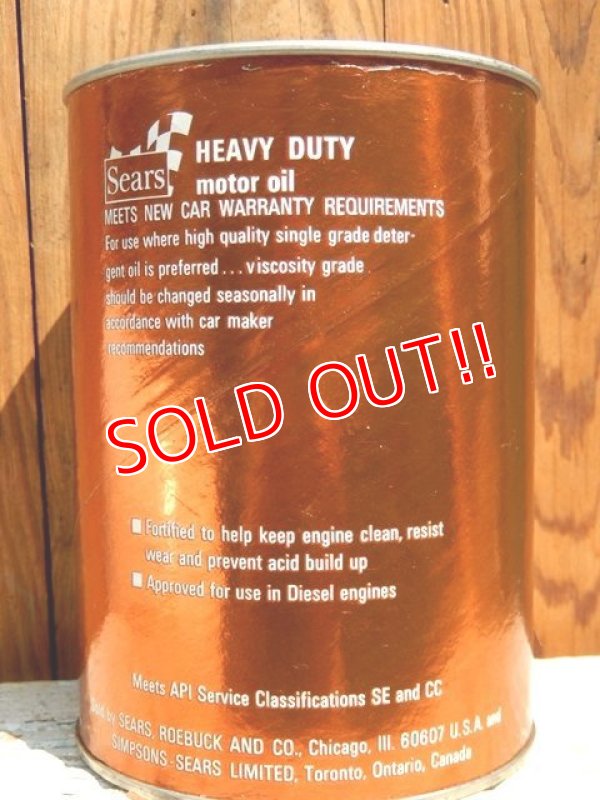 Sears
HEAVY DUTY
motor oil
MEETS NEW CAR WARRANTY REQUIREMENTS
For use where high quality single grade deter-
gent oil is preferred...viscosity grade
should be changed seasonally in
accordance with car maker
recommendations
SOLD OUT!!
Fortified to help keep engine clean, resist
wear and prevent acid build up
Approved for use in Diesel engines
Meets API Service Classifications SE and CC
Sold by SEARS, ROEBUCK AND CO., Chicago, Ill. 60607 U.S.A. and
SIMPSONS-SEARS LIMITED, Toronto, Ontario, Canada